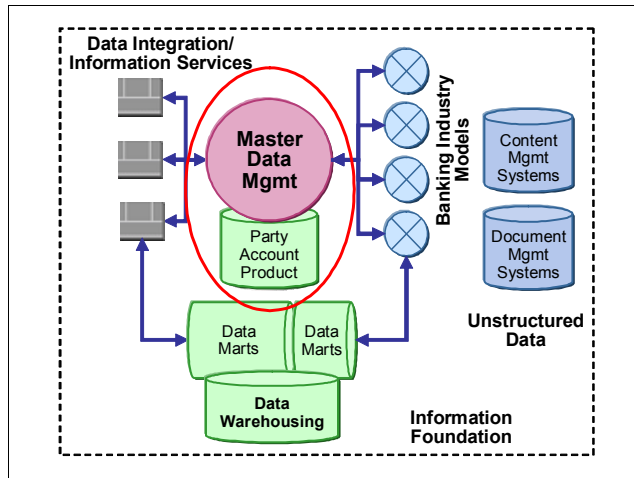 Data Integration/
Information Services
Master
Data
Mgmt
Party
Account
Product
Banking Industry
Models
Content
Mgmt
Systems
Document
Mgmt
Systems
Unstructured
Data
Data
Marts
Data
Marts
Data
Warehousing
Information
Foundation